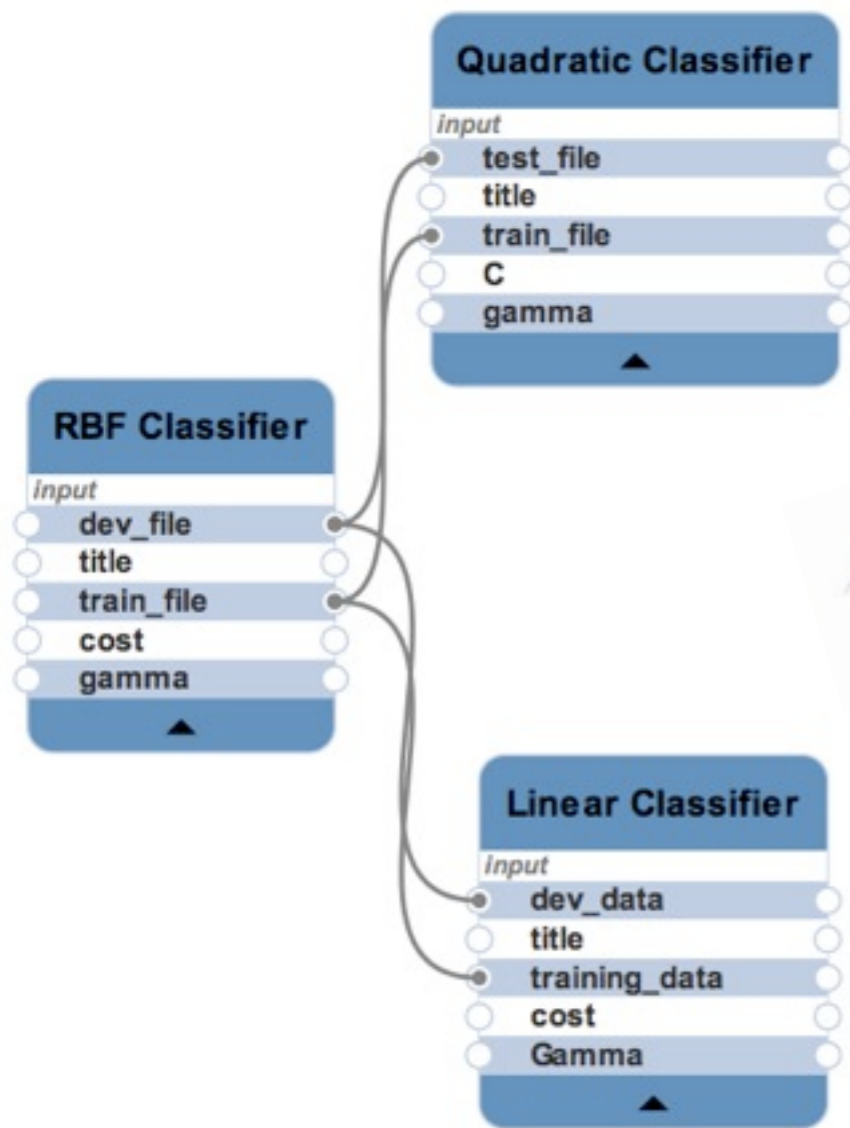 Quadratic Classifier
input
test_file
title
train_file
C
gamma
RBF Classifier
input
dev_file
title
train_file
cost
gamma
Linear Classifier
input
dev_data
title
training_data
cost
Gamma